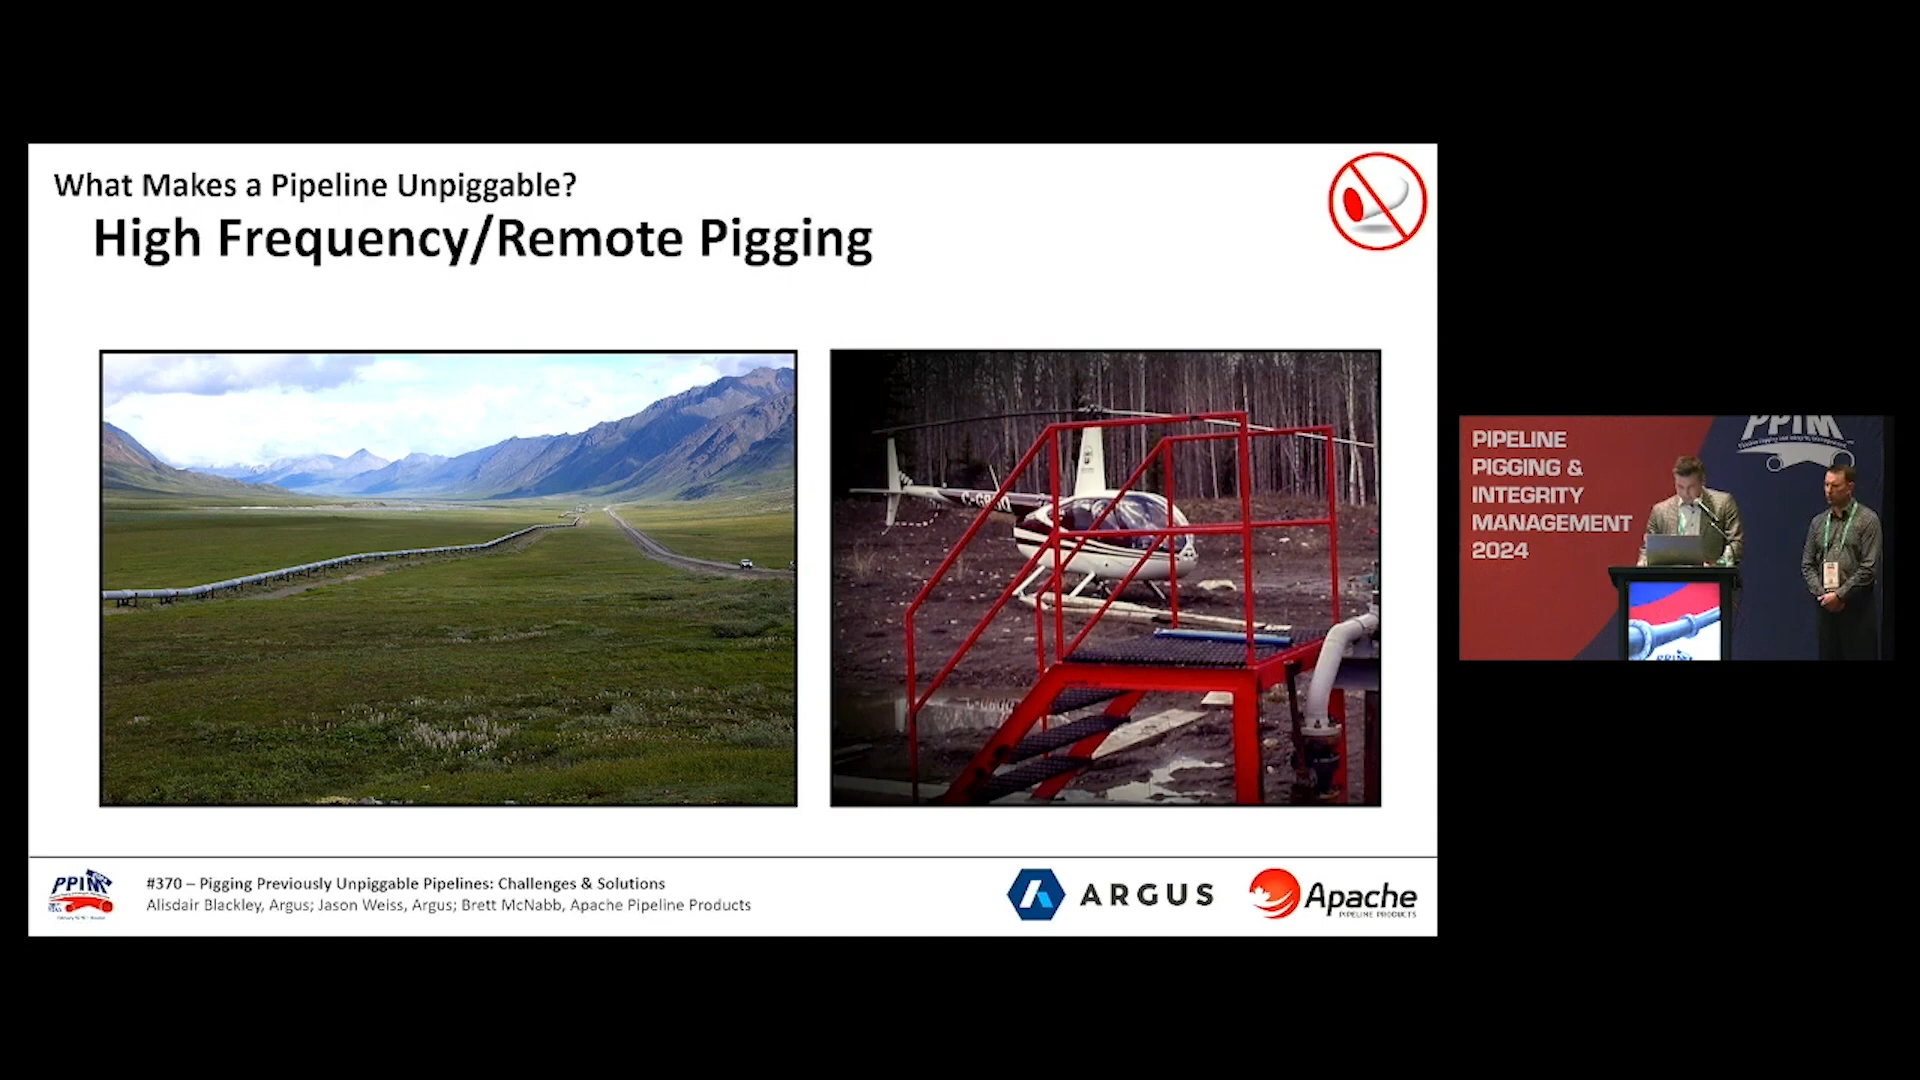 What Makes a Pipeline Unpiggable?
High Frequency/Remote Pigging
PPIM
#370 – Pigging Previously Unpiggable Pipelines: Challenges & Solutions
Alisdair Blackley, Argus; Jason Weiss, Argus; Brett McNabb, Apache Pipeline Products
ARGUS
Apache
PIPELINE PRODUCTS
PIPELINE
PIGGING &
INTEGRITY
MANAGEMENT
2024
PPIM